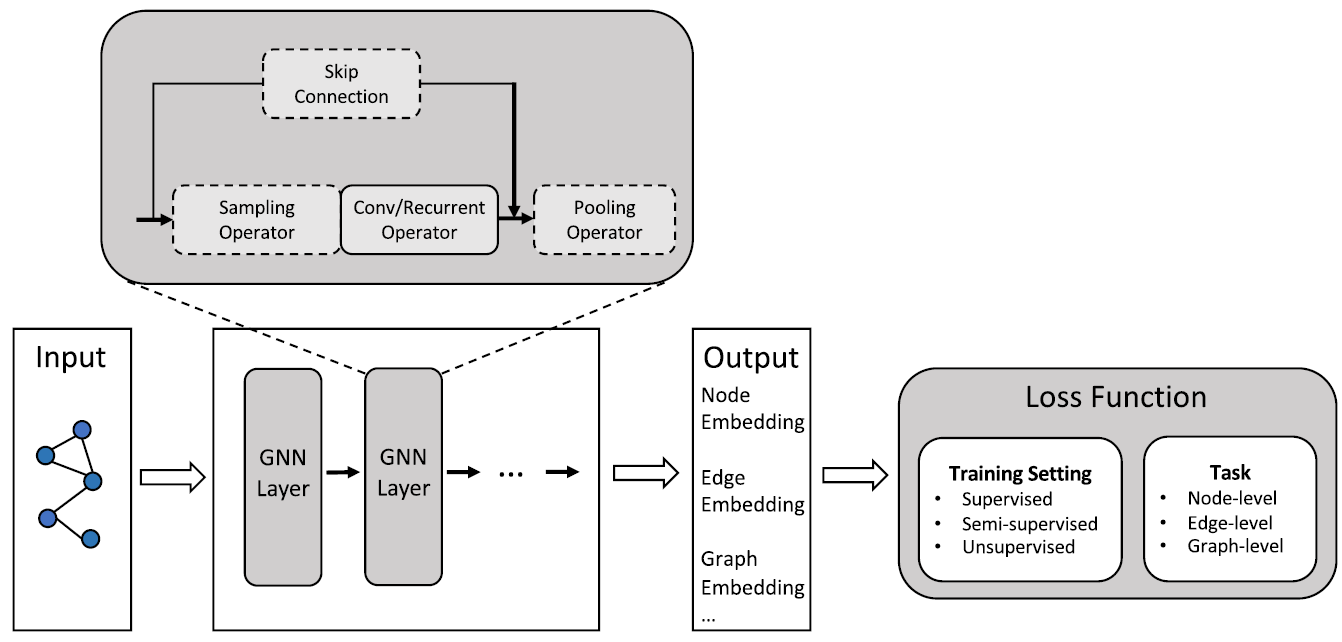 Skip
Connection
Sampling
Operator
Conv/Recurrent
Operator
Pooling
Operator
Input
GNN
Layer
GNN
Layer
...
Output
Node
Embedding
Edge
Embedding
Graph
Embedding
...
Loss Function
Training Setting
• Supervised
• Semi-supervised
• Unsupervised
Task
• Node-level
• Edge-level
• Graph-level